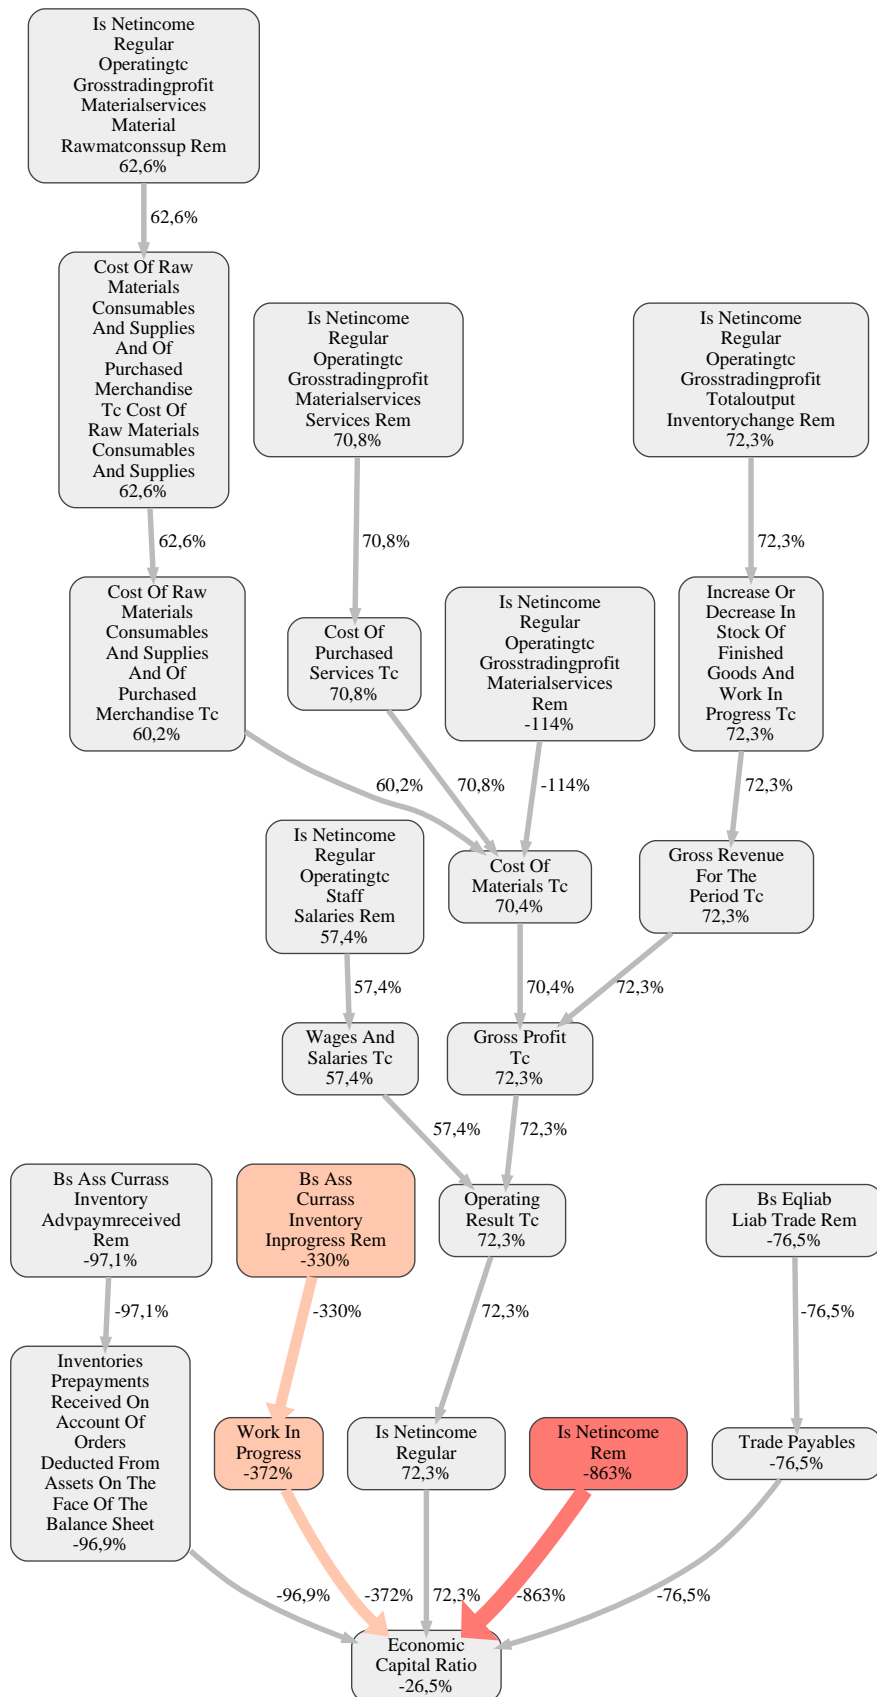 Is Netincome
Regular
Operatingtc
Grosstradingprofit
Materialservices
Material
Rawmatconssup Rem
62,6%
62,6%
Cost Of Raw
Materials
Consumables
And Supplies
And Of
Purchased
Merchandise
Tc Cost Of
Raw Materials
Consumables
And Supplies
62,6%
Is Netincome
Regular
Operatingtc
Grosstradingprofit
Materialservices
Services Rem
70,8%
Is Netincome
Regular
Operatingtc
Grosstradingprofit
Totaloutput
Inventorychange Rem
72,3%
62,6%
70,8%
72,3%
Cost Of Raw
Materials
Consumables
And Supplies
And Of
Purchased
Merchandise Tc
60,2%
Cost Of
Purchased
Services Tc
70,8%
Is Netincome
Regular
Operatingtc
Grosstradingprofit
Materialservices
Rem
-114%
Increase Or
Decrease In
Stock Of
Finished
Goods And
Work In
Progress Tc
72,3%
60,2%
70,8%
-114%
72,3%
Is Netincome
Regular
Operatingtc
Staff
Salaries Rem
57,4%
Cost Of
Materials Tc
70,4%
Gross Revenue
For The
Period Tc
72,3%
57,4%
70,4%
72,3%
Wages And
Salaries Tc
57,4%
Gross Profit
Tc
72,3%
57,4%
72,3%
Bs Ass Currass
Inventory
Advpaymreceived
Rem
-97,1%
Bs Ass
Currass
Inventory
Inprogress Rem
-330%
Operating
Result Tc
72,3%
Bs Eqliab
Liab Trade Rem
-76,5%
-97,1%
-330%
72,3%
-76,5%
Inventories
Prepayments
Received On
Account Of
Orders
Deducted From
Assets On The
Face Of The
Balance Sheet
-96,9%
Work In
Progress
-372%
Is Netincome
Regular
72,3%
Is Netincome
Rem
-863%
Trade Payables
-76,5%
-96,9%
-372%
72,3%
-863%
-76,5%
Economic
Capital Ratio
-26,5%